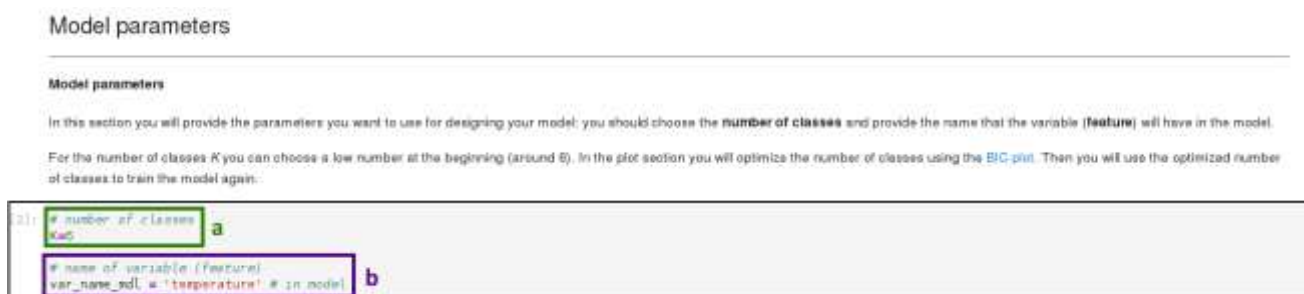 Model parameters
Model parameters
In this section you will provide the parameters you want to use for designing your model: you should choose the number of classes and provide the name that the variable (feature) will have in the model.
For the number of classes K you can choose a low number at the beginning (around 6). In the plot section you will optimize the number of classes using the BIC-plot. Then you will use the optimized number
of classes to train the model again.
[2]: # number of classes
K=5
a
# name of variable (feature)
var_name_mdl = 'temperature' # in model
b